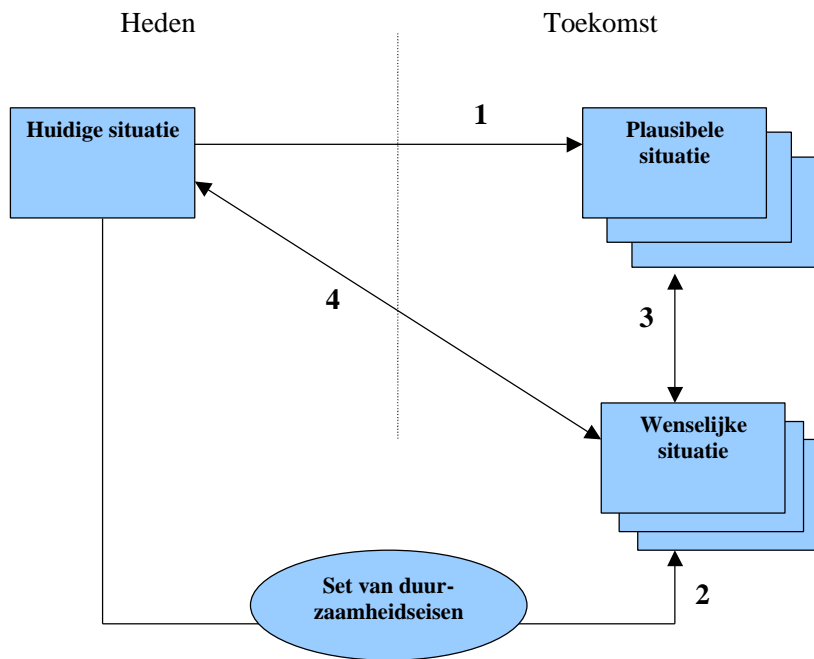 Heden
Toekomst
Huidige situatie
1
Plausibele
situatie
4
3
Wenselijke
situatie
Set van duur-
zaamheidseisen
2